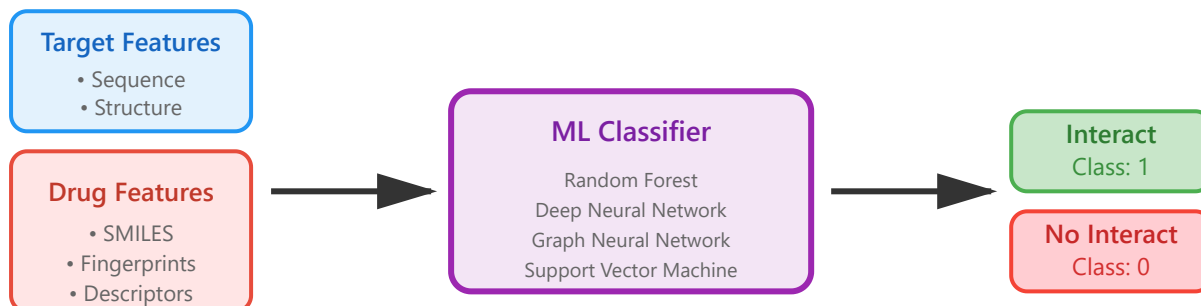 Target Features
• Sequence
• Structure
Drug Features
• SMILES
• Fingerprints
• Descriptors
ML Classifier
Random Forest
Deep Neural Network
Graph Neural Network
Support Vector Machine
Interact
Class: 1
No Interact
Class: 0